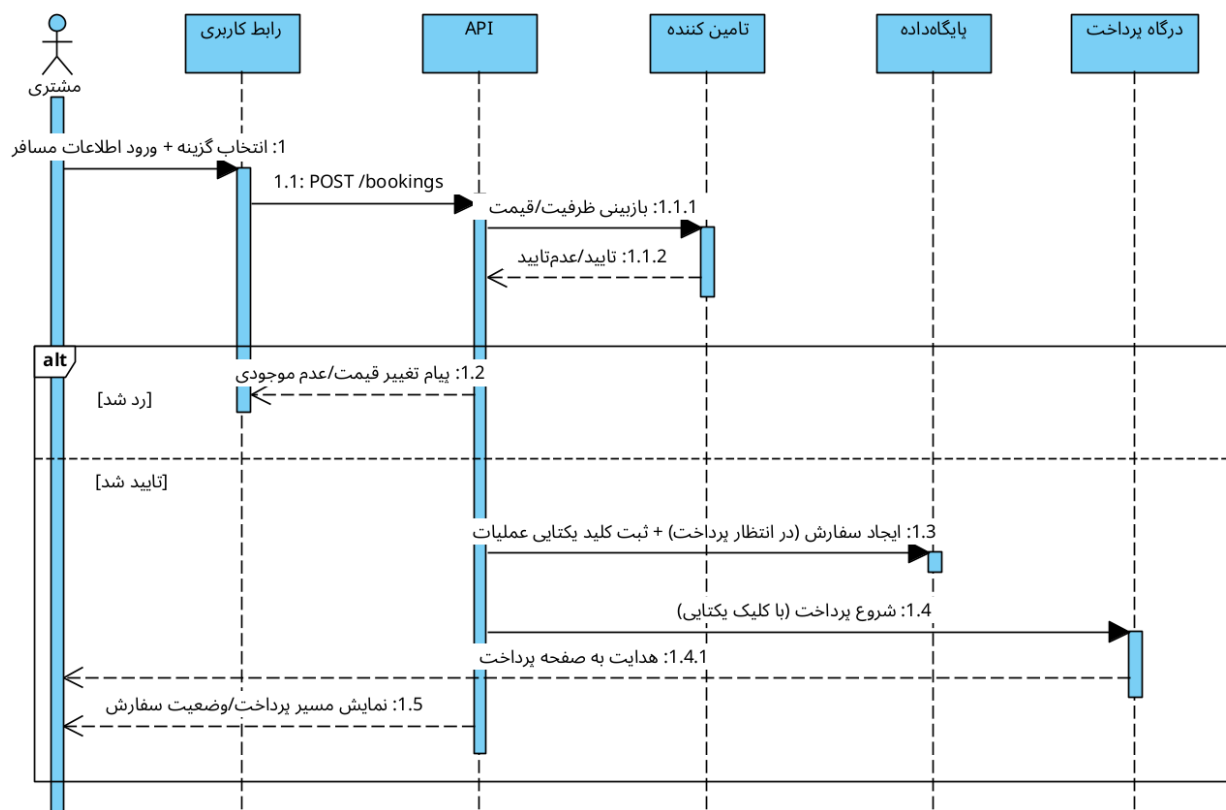 مشتری
رابط کاربری
API
تامین کننده
پایگاه‌داده
درگاه پرداخت
1: انتخاب گزینه + ورود اطلاعات مسافر
1.1: POST /bookings
1.1.1: بازبینی ظرفیت/قیمت
1.1.2: تایید/عدم‌تایید
alt
1.2: پیام تغییر قیمت/عدم موجودی
[رد شد]
[تایید شد]
1.3: ایجاد سفارش (در انتظار پرداخت) + ثبت کلید یکتایی عملیات
1.4: شروع پرداخت (با کلیک یکتایی)
1.4.1: هدایت به صفحه پرداخت
1.5: نمایش مسیر پرداخت/وضعیت سفارش